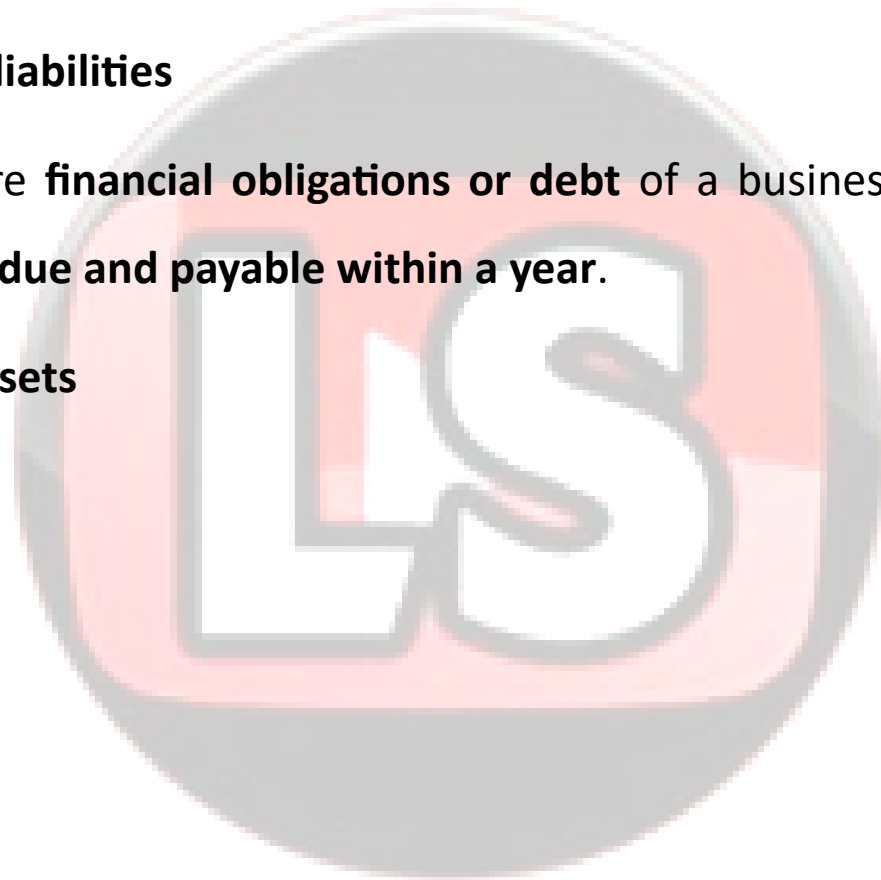 liabilities
re financial obligations or debt of a busines
due and payable within a year.
sets
LS